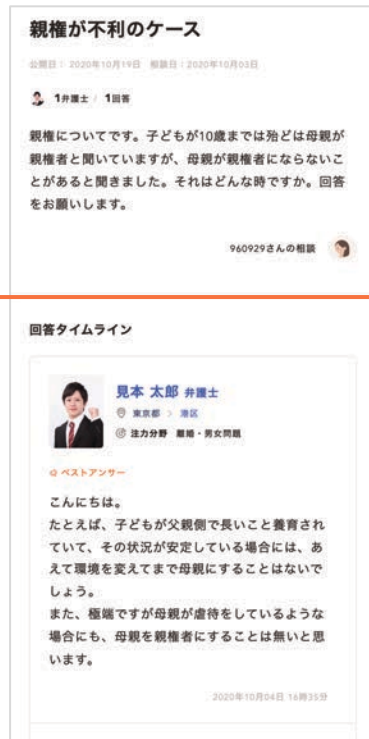 親権が不利のケース
公開日： 2020年10月19日 相談日：2020年10月03日
1弁護士 / 1回答
親権についてです。子どもが10歳までは殆どは母親が
親権者と聞いていますが、母親が親権者にならないこ
とがあると聞きました。それはどんな時ですか。回答
をお願いします。
960929さんの相談
回答タイムライン
見本 太郎 弁護士
東京都 > 港区
注力分野 離婚・男女問題
ベストアンサー
こんにちは。
たとえば、子どもが父親側で長いこと養育され
ていて、その状況が安定している場合には、あ
えて環境を変えてまで母親にすることはないで
しょう。
また、極端ですが母親が虐待をしているような
場合にも、母親を親権者にすることは無いと思
います。
2020年10月04日 16時35分